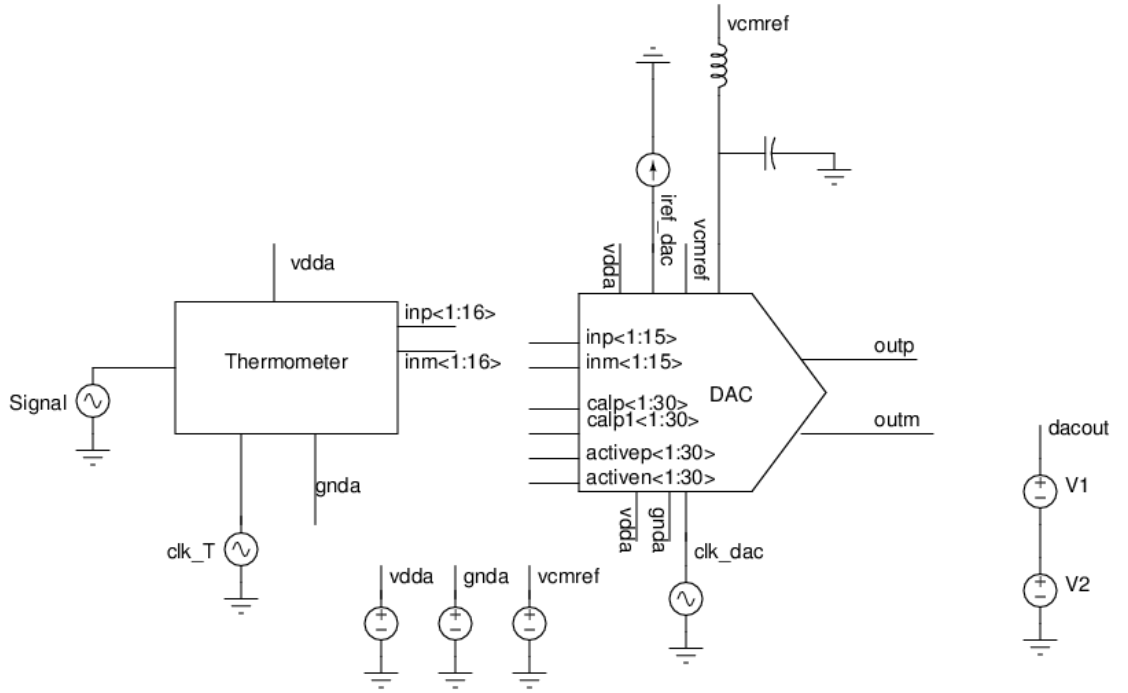 vcmref
iref_dac
vcmref
vdda
vdda
inp<1:16>
inm<1:16>
Thermometer
Signal
gnda
clk_T
inp<1:15>
inm<1:15>
DAC
calp<1:30>
calp1<1:30>
activep<1:30>
activen<1:30>
outp
outm
vdda
gnda
clk_dac
dacout
V1
V2
vdda
gnda
vcmref